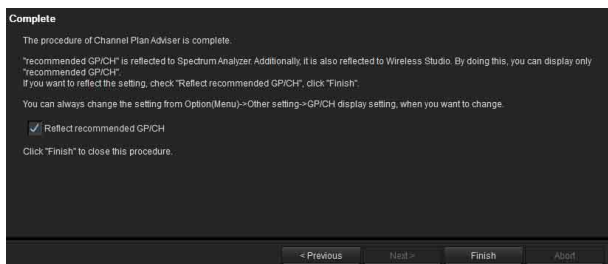 Complete
The procedure of Channel Plan Adviser is complete.
"recommended GP/CH" is reflected to Spectrum Analyzer. Additionally, it is also reflected to Wireless Studio. By doing this, you can display only
"recommended GP/CH".
If you want to reflect the setting, check "Reflect recommended GP/CH", click "Finish".
You can always change the setting from Option(Menu)->Other setting->GP/CH display setting, when you want to change.
Reflect recommended GP/CH
Click "Finish" to close this procedure.
< Previous Next > Finish Abort